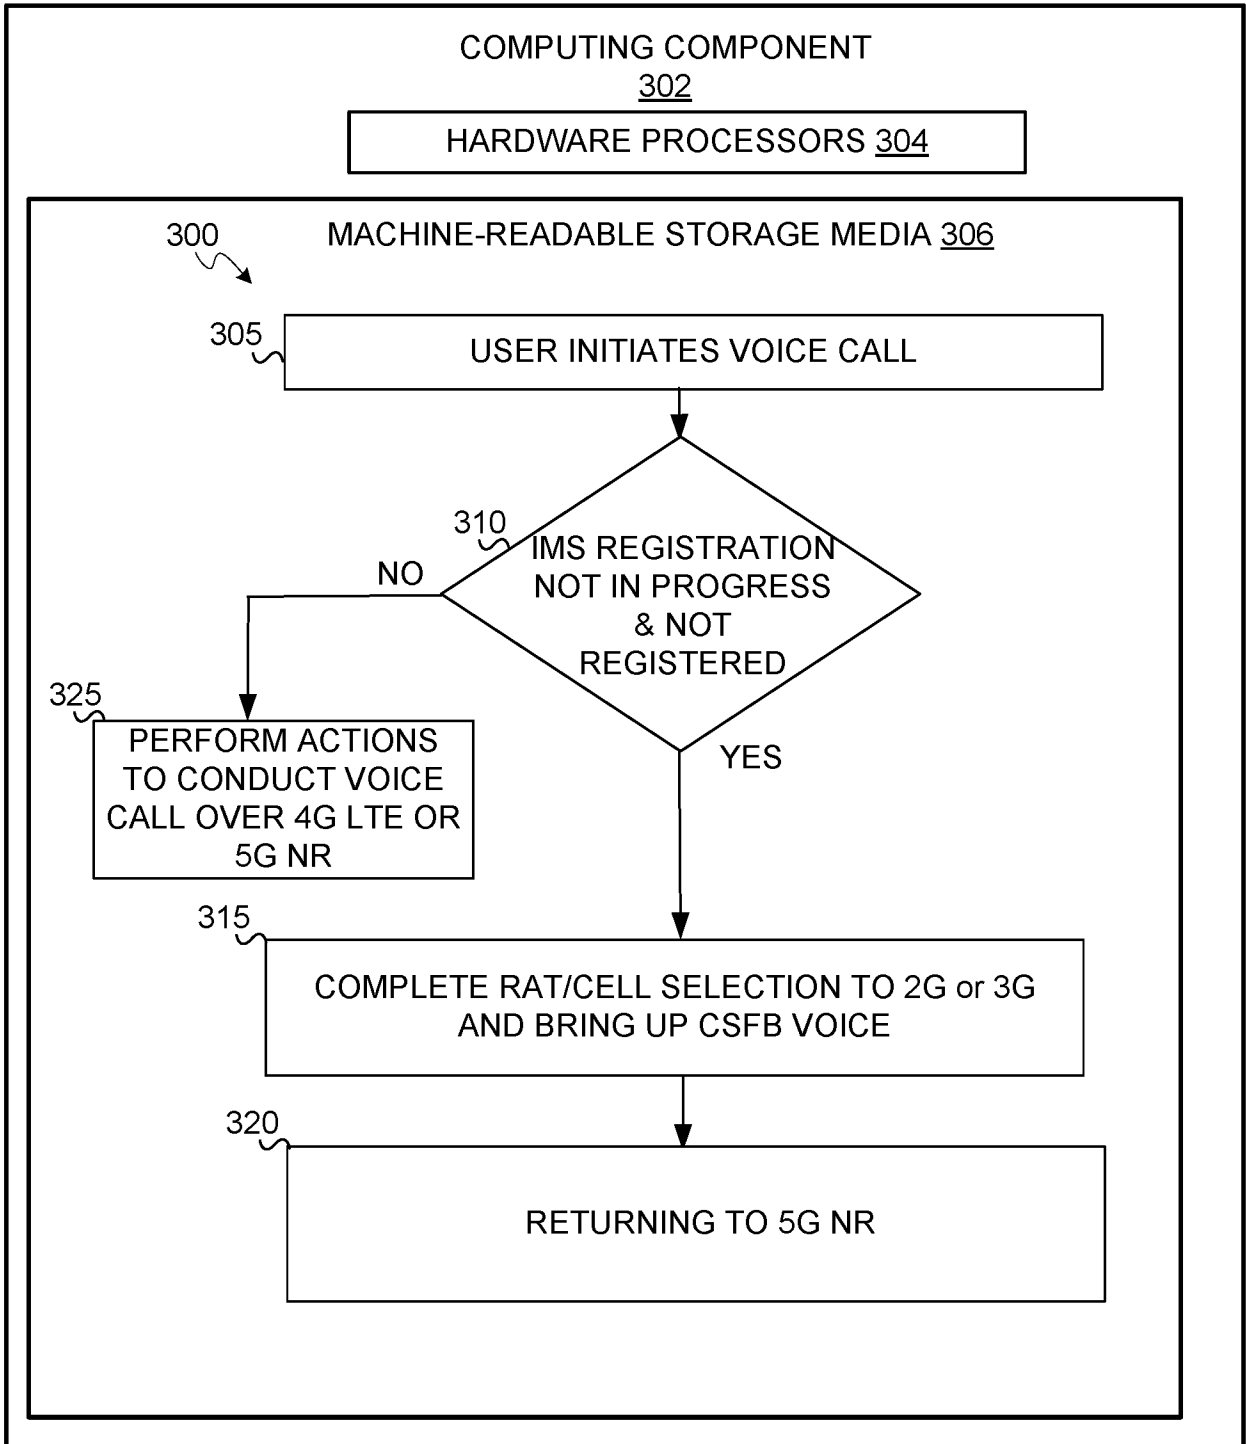 COMPUTING COMPONENT
302
HARDWARE PROCESSORS 304
300
MACHINE-READABLE STORAGE MEDIA 306
305
USER INITIATES VOICE CALL
310
IMS REGISTRATION
NOT IN PROGRESS
& NOT
REGISTERED
NO
YES
325
PERFORM ACTIONS
TO CONDUCT VOICE
CALL OVER 4G LTE OR
5G NR
315
COMPLETE RAT/CELL SELECTION TO 2G or 3G
AND BRING UP CSFB VOICE
320
RETURNING TO 5G NR